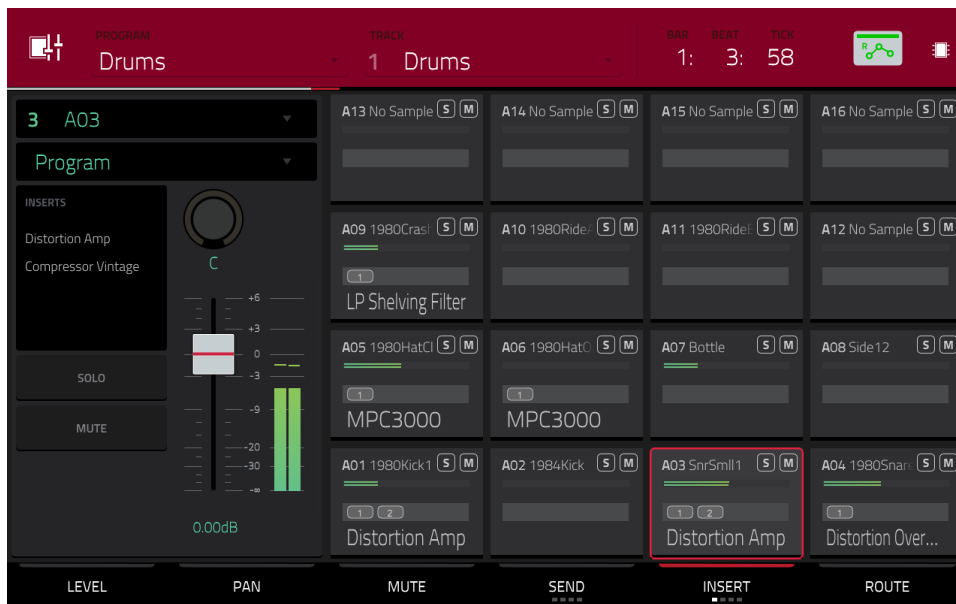 PROGRAM
Drums
TRACK
1 Drums
BAR BEAT TICK
1: 3: 58
R
3 A03
Program
INSERTS
Distortion Amp
Compressor Vintage
SOLO
MUTE
C
+6
+3
0
-3
-9
-20
-30
-∞
0.00dB
A13 No Sample S M
A14 No Sample S M
A15 No Sample S M
A16 No Sample S M
A09 1980Cras S M
1
LP Shelving Filter
A10 1980Ride S M
A11 1980Ride S M
A12 No Sample S M
A05 1980HatCl S M
1
MPC3000
A06 1980HatO S M
1
MPC3000
A07 Bottle S M
A08 Side12 S M
A01 1980Kick1 S M
1 2
Distortion Amp
A02 1984Kick S M
A03 SnrSmll1 S M
1 2
Distortion Amp
A04 1980Snar S M
1
Distortion Over...
LEVEL PAN MUTE SEND INSERT ROUTE